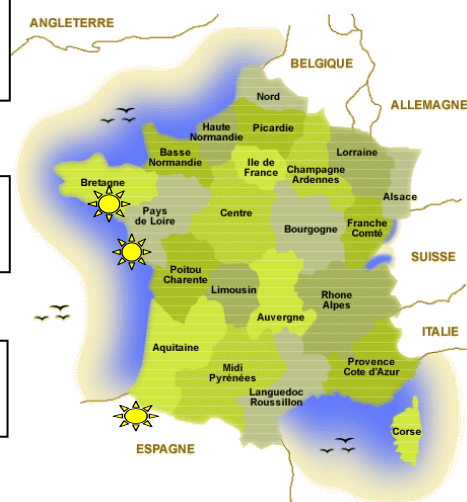 ANGLETERRE
BELGIQUE
Nord
ALLEMAGNE
Haute
Normandie
Picardie
Basse
Normandie
Lorraine
Ile de
France
Champagne
Ardennes
Bretagne
Alsace
Pays
de Loire
Centre
Bourgogne
Franche
Comté
SUISSE
Poitou
Charente
Limousin
Rhone
Alpes
Auvergne
ITALIE
Aquitaine
Midi
Pyrénées
Provence
Cote d'Azur
Languedoc
Roussillon
Corse
ESPAGNE